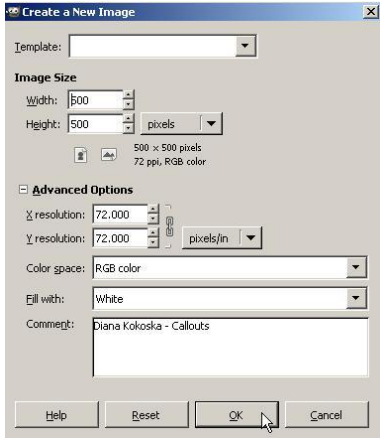 Create a New Image
Template:
Image Size
Width: 500
Height: 500 pixels
500 × 500 pixels
72 ppi, RGB color
Advanced Options
X resolution: 72.000
Y resolution: 72.000 pixels/in
Color space: RGB color
Fill with: White
Comment: Diana Kokoska - Callouts
Help Reset OK Cancel